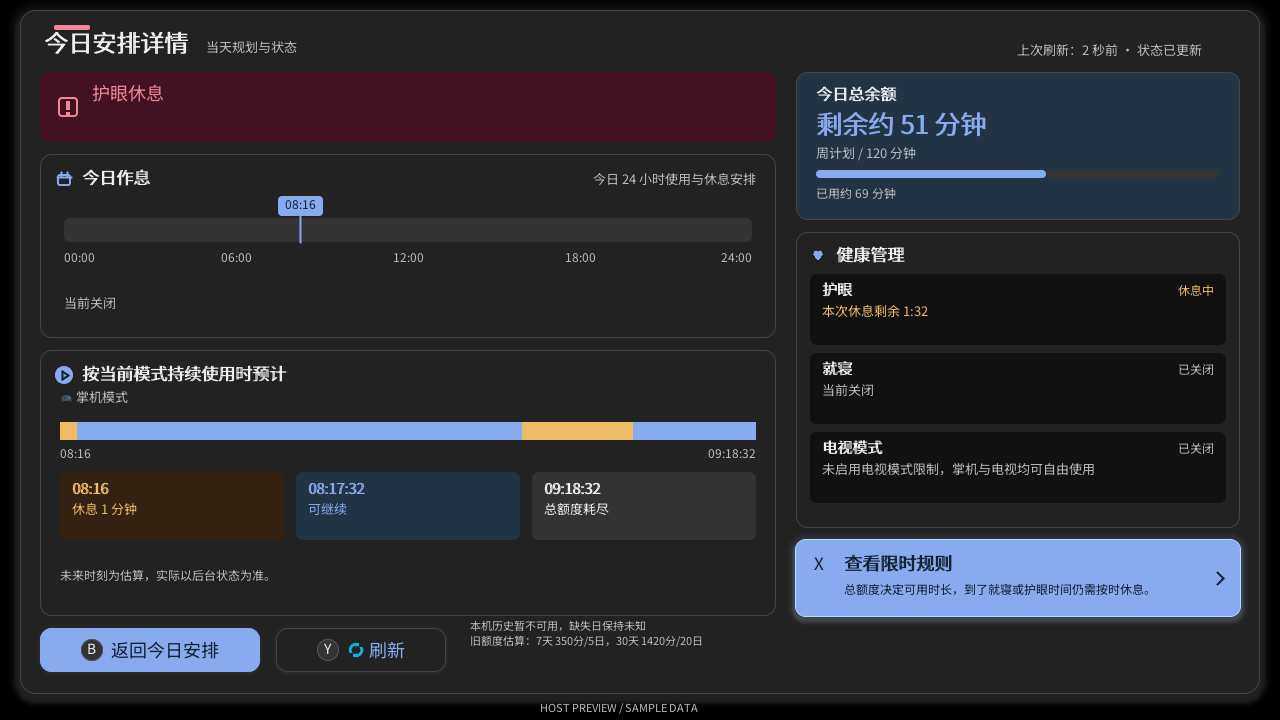 今日安排详情
当天规划与状态
上次刷新：2 秒前 · 状态已更新
护眼休息
今日作息
今日 24 小时使用与休息安排
08:16
00:00
06:00
12:00
18:00
24:00
当前关闭
按当前模式持续使用时预计
掌机模式
08:16
09:18:32
08:16
休息 1 分钟
08:17:32
可继续
09:18:32
总额度耗尽
未来时刻为估算，实际以后台状态为准。
今日总余额
剩余约 51 分钟
周计划 / 120 分钟
已用约 69 分钟
健康管理
护眼
休息中
本次休息剩余 1:32
就寝
已关闭
当前关闭
电视模式
已关闭
未启用电视模式限制，掌机与电视均可自由使用
X
查看限时规则
总额度决定可用时长，到了就寝或护眼时间仍需按时休息。
B 返回今日安排
Y 刷新
本机历史暂不可用，缺失日保持未知
旧额度估算：7天 350分/5日，30天 1420分/20日
HOST PREVIEW / SAMPLE DATA